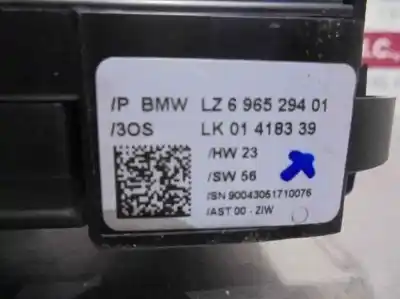 /P BMW LZ 6 965 294 01
/3OS LK 01 4183 39
/HW 23
/SW 56
/SN 90043051710076
/AST 00 - ZIW